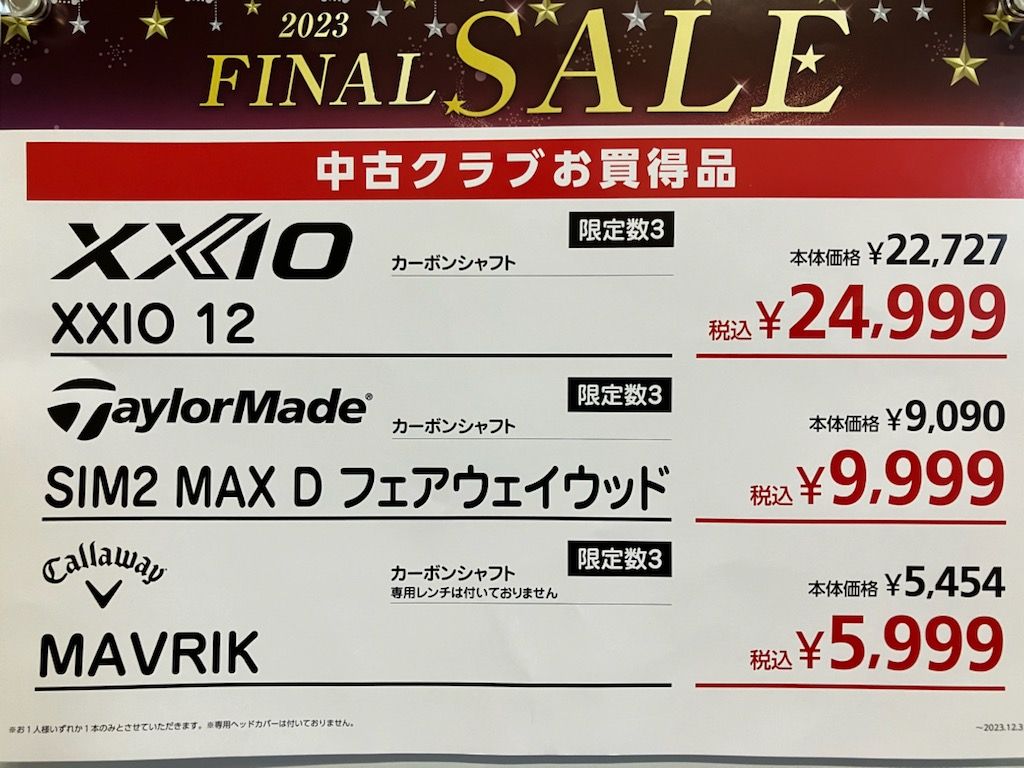 2023
FINAL SALE
中古クラブお買得品
XXIO
カーボンシャフト
限定数3
本体価格 ¥22,727
XXIO 12
税込 ¥24,999
TaylorMade®
カーボンシャフト
限定数3
本体価格 ¥9,090
SIM2 MAX D フェアウェイウッド
税込 ¥9,999
Callaway
カーボンシャフト
専用レンチは付いておりません
限定数3
本体価格 ¥5,454
MAVRIK
税込 ¥5,999
※お1人様いずれか1本のみとさせていただきます。※専用ヘッドカバーは付いておりません。
~2023.12.3